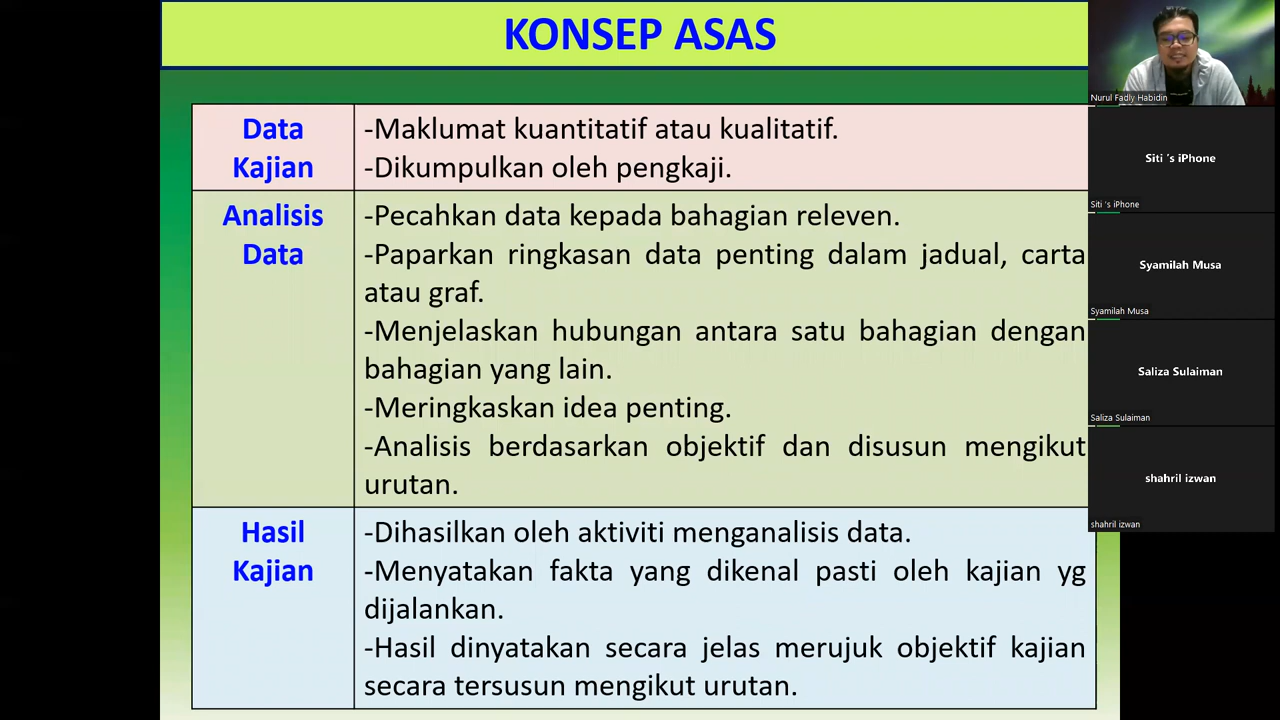 KONSEP ASAS
Data
Kajian
-Maklumat kuantitatif atau kualitatif.
-Dikumpulkan oleh pengkaji.
Analisis
Data
-Pecahkan data kepada bahagian releven.
-Paparkan ringkasan data penting dalam jadual, carta
atau graf.
-Menjelaskan hubungan antara satu bahagian dengan
bahagian yang lain.
-Meringkaskan idea penting.
-Analisis berdasarkan objektif dan disusun mengikut
urutan.
Hasil
Kajian
-Dihasilkan oleh aktiviti menganalisis data.
-Menyatakan fakta yang dikenal pasti oleh kajian yg
dijalankan.
-Hasil dinyatakan secara jelas merujuk objektif kajian
secara tersusun mengikut urutan.
Nurul Fadly Habidin
Siti 's iPhone
Siti 's iPhone
Syamilah Musa
Syamilah Musa
Saliza Sulaiman
Saliza Sulaiman
shahril izwan
shahril izwan